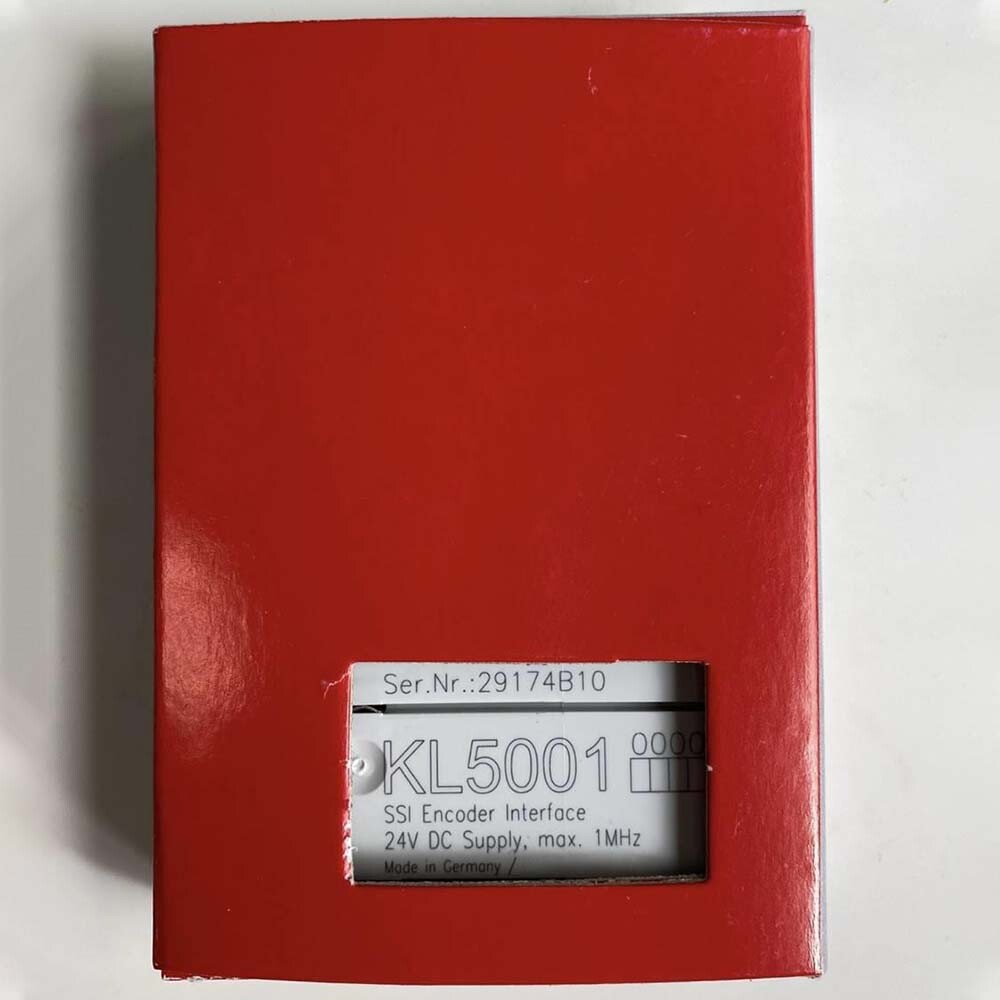 Ser.Nr.:29174B10
KL5001 0000
SSI Encoder Interface
24V DC Supply, max. 1MHz
Made in Germany /